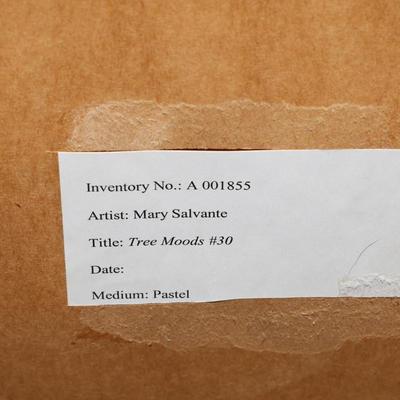 Inventory No.: A 001855
Artist: Mary Salvante
Title: Tree Moods #30
Date:
Medium: Pastel